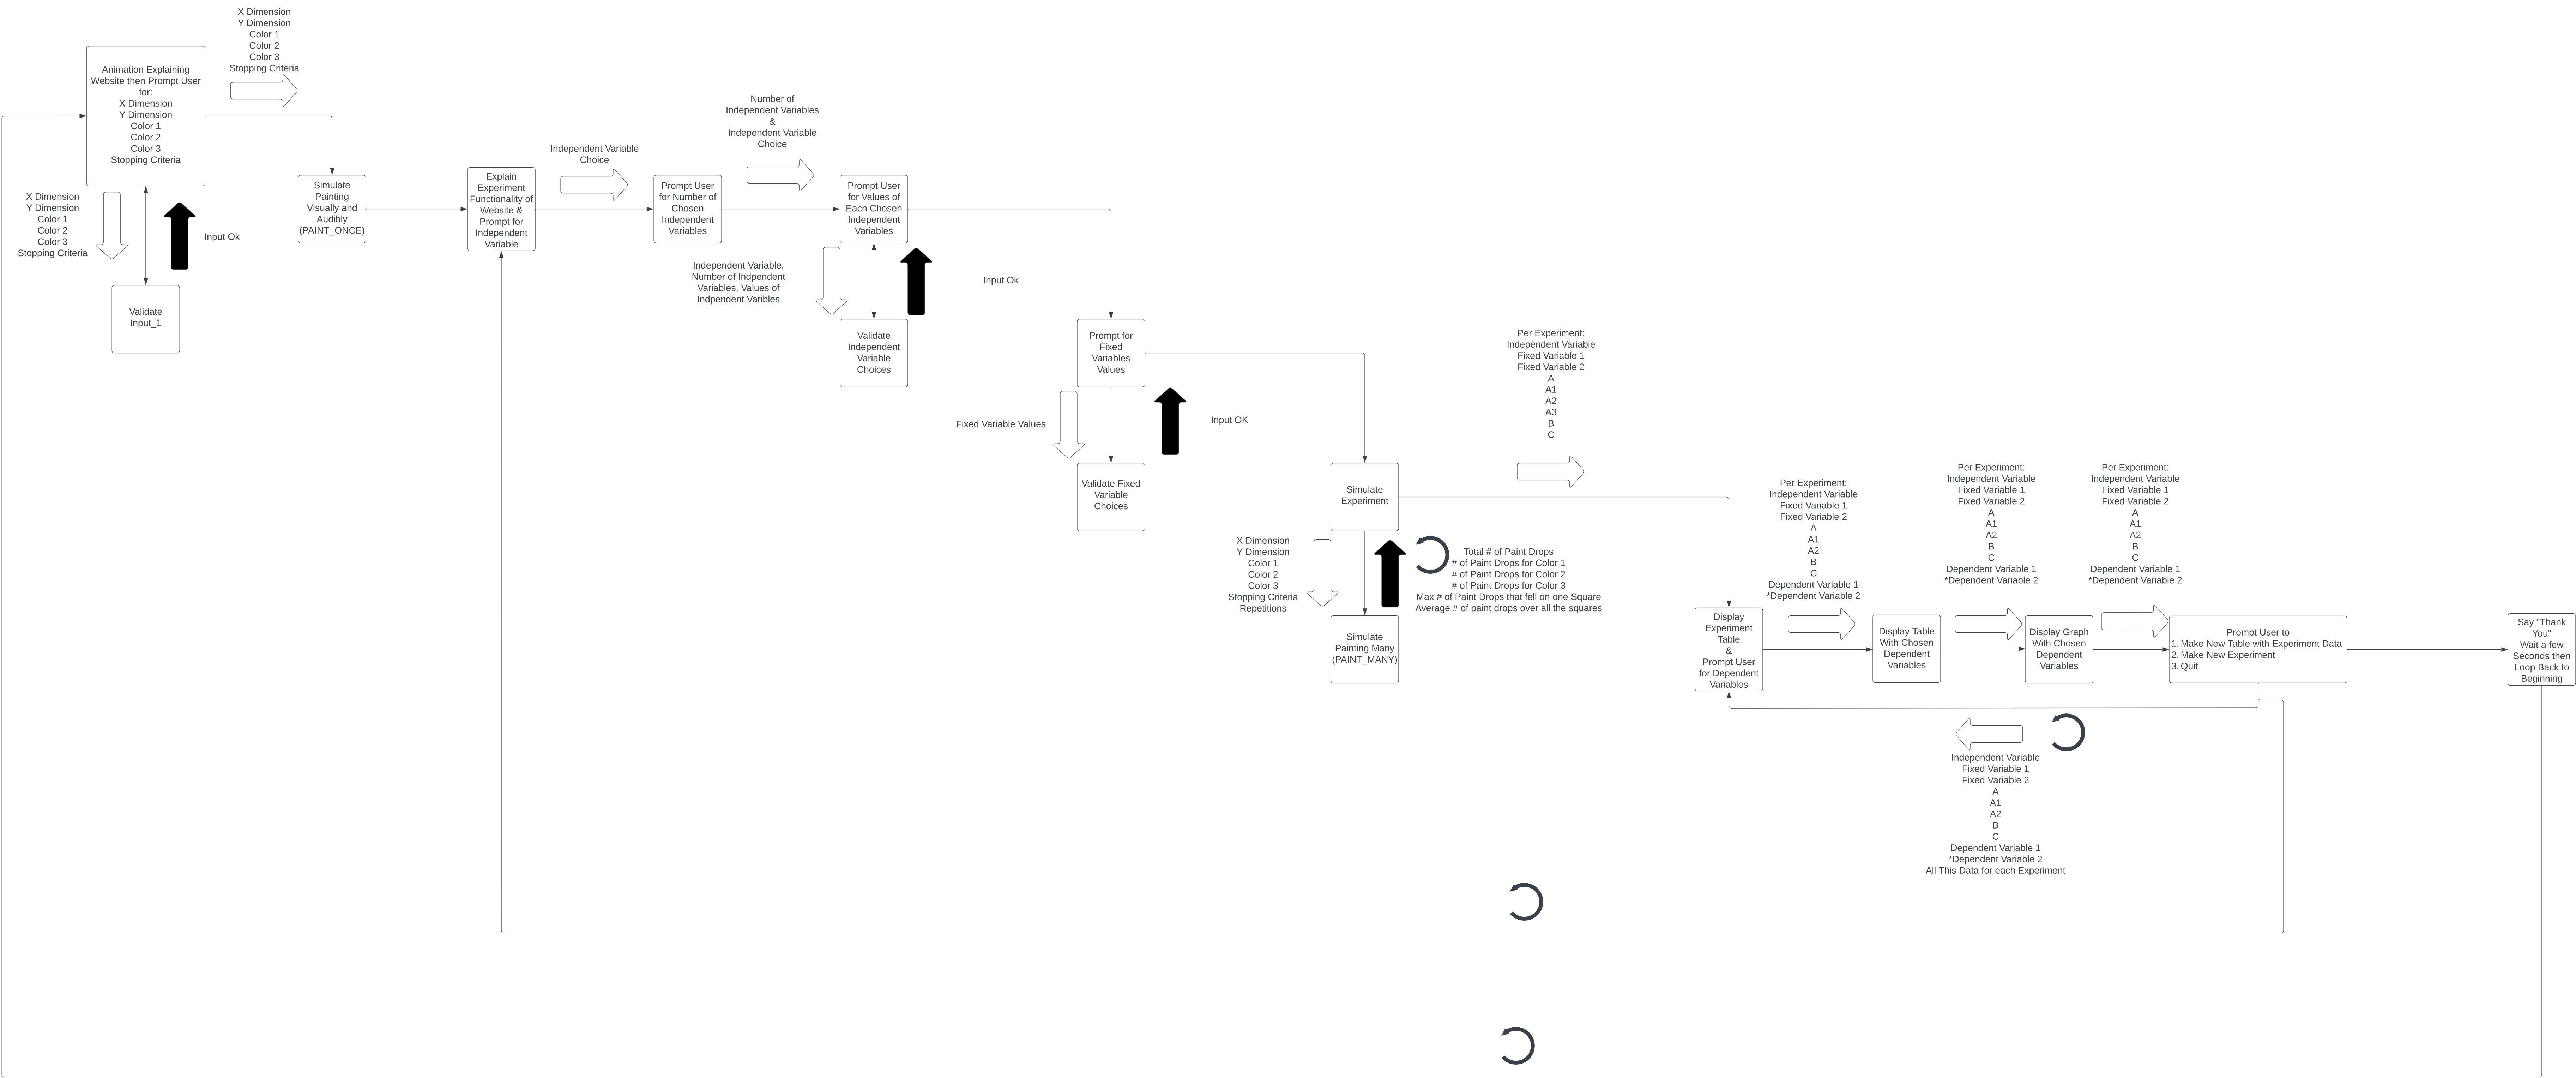 X Dimension
Y Dimension
Color 1
Color 2
Color 3
Stopping Criteria
Animation Explaining
Website then Prompt User
for:
X Dimension
Y Dimension
Color 1
Color 2
Color 3
Stopping Criteria
X Dimension
Y Dimension
Color 1
Color 2
Color 3
Stopping Criteria
Input Ok
Validate
Input_1
Simulate
Painting
Visually and
Audibly
(PAINT_ONCE)
Explain
Experiment
Functionality of
Website &
Prompt for
Independent
Variable
Independent Variable
Choice
Prompt User
for Number of
Chosen
Independent
Variables
Number of
Independent Variables
&
Independent Variable
Choice
Prompt User
for Values of
Each Chosen
Independent
Variables
Independent Variable,
Number of Indpendent
Variables, Values of
Indpendent Varibles
Input Ok
Validate
Independent
Variable
Choices
Prompt for
Fixed
Variables
Values
Fixed Variable Values
Input OK
Validate Fixed
Variable
Choices
Simulate
Experiment
X Dimension
Y Dimension
Color 1
Color 2
Color 3
Stopping Criteria
Repetitions
Total # of Paint Drops
# of Paint Drops for Color 1
# of Paint Drops for Color 2
# of Paint Drops for Color 3
Max # of Paint Drops that fell on one Square
Average # of paint drops over all the squares
Simulate
Painting Many
(PAINT_MANY)
Per Experiment:
Independent Variable
Fixed Variable 1
Fixed Variable 2
A
A1
A2
A3
B
C
Display
Experiment
Table
&
Prompt User
for Dependent
Variables
Per Experiment:
Independent Variable
Fixed Variable 1
Fixed Variable 2
A
A1
A2
B
C
Dependent Variable 1
*Dependent Variable 2
Display Table
With Chosen
Dependent
Variables
Per Experiment:
Independent Variable
Fixed Variable 1
Fixed Variable 2
A
A1
A2
B
C
Dependent Variable 1
*Dependent Variable 2
Display Graph
With Chosen
Dependent
Variables
Per Experiment:
Independent Variable
Fixed Variable 1
Fixed Variable 2
A
A1
A2
B
C
Dependent Variable 1
*Dependent Variable 2
Prompt User to
1. Make New Table with Experiment Data
2. Make New Experiment
3. Quit
Say "Thank
You"
Wait a few
Seconds then
Loop Back to
Beginning
Independent Variable
Fixed Variable 1
Fixed Variable 2
A
A1
A2
B
C
Dependent Variable 1
*Dependent Variable 2
All This Data for each Experiment